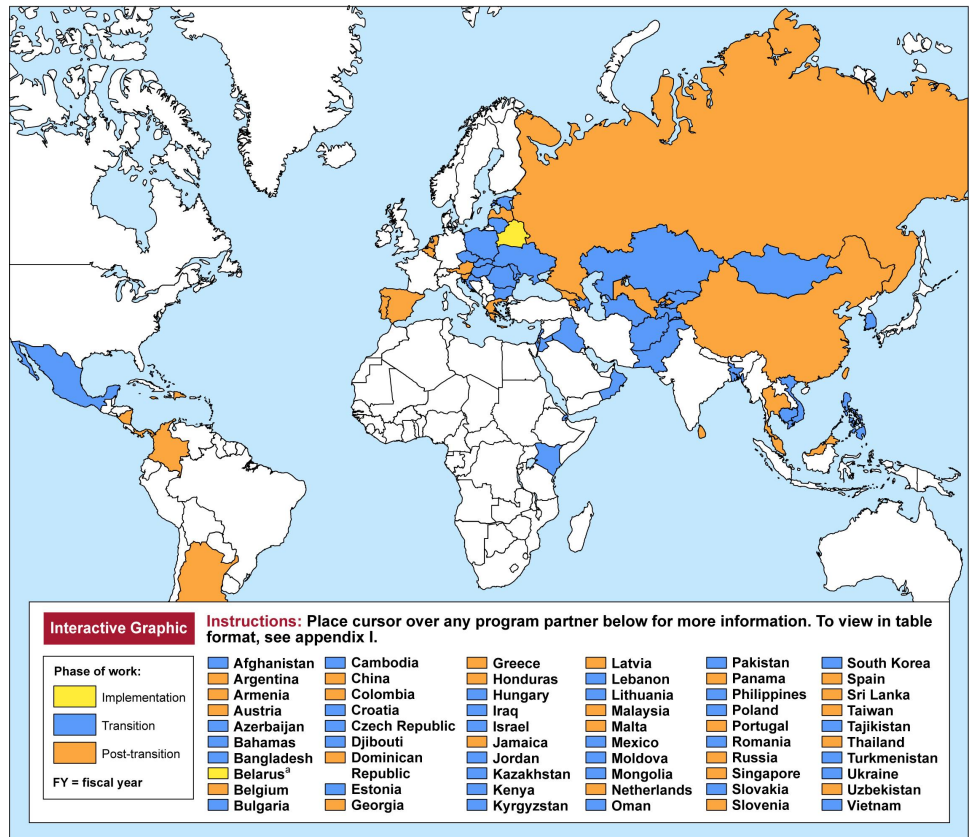 Interactive Graphic
Instructions: Place cursor over any program partner below for more information. To view in table
format, see appendix I.
Phase of work:
Implementation
Transition
Post-transition
FY = fiscal year
Afghanistan
Argentina
Armenia
Austria
Azerbaijan
Bahamas
Bangladesh
Belarusᵃ
Belgium
Bulgaria
Cambodia
China
Colombia
Croatia
Czech Republic
Djibouti
Dominican
Republic
Estonia
Georgia
Greece
Honduras
Hungary
Iraq
Israel
Jamaica
Jordan
Kazakhstan
Kenya
Kyrgyzstan
Latvia
Lebanon
Lithuania
Malaysia
Malta
Mexico
Moldova
Mongolia
Netherlands
Oman
Pakistan
Panama
Philippines
Poland
Portugal
Romania
Russia
Singapore
Slovakia
Slovenia
South Korea
Spain
Sri Lanka
Taiwan
Tajikistan
Thailand
Turkmenistan
Ukraine
Uzbekistan
Vietnam